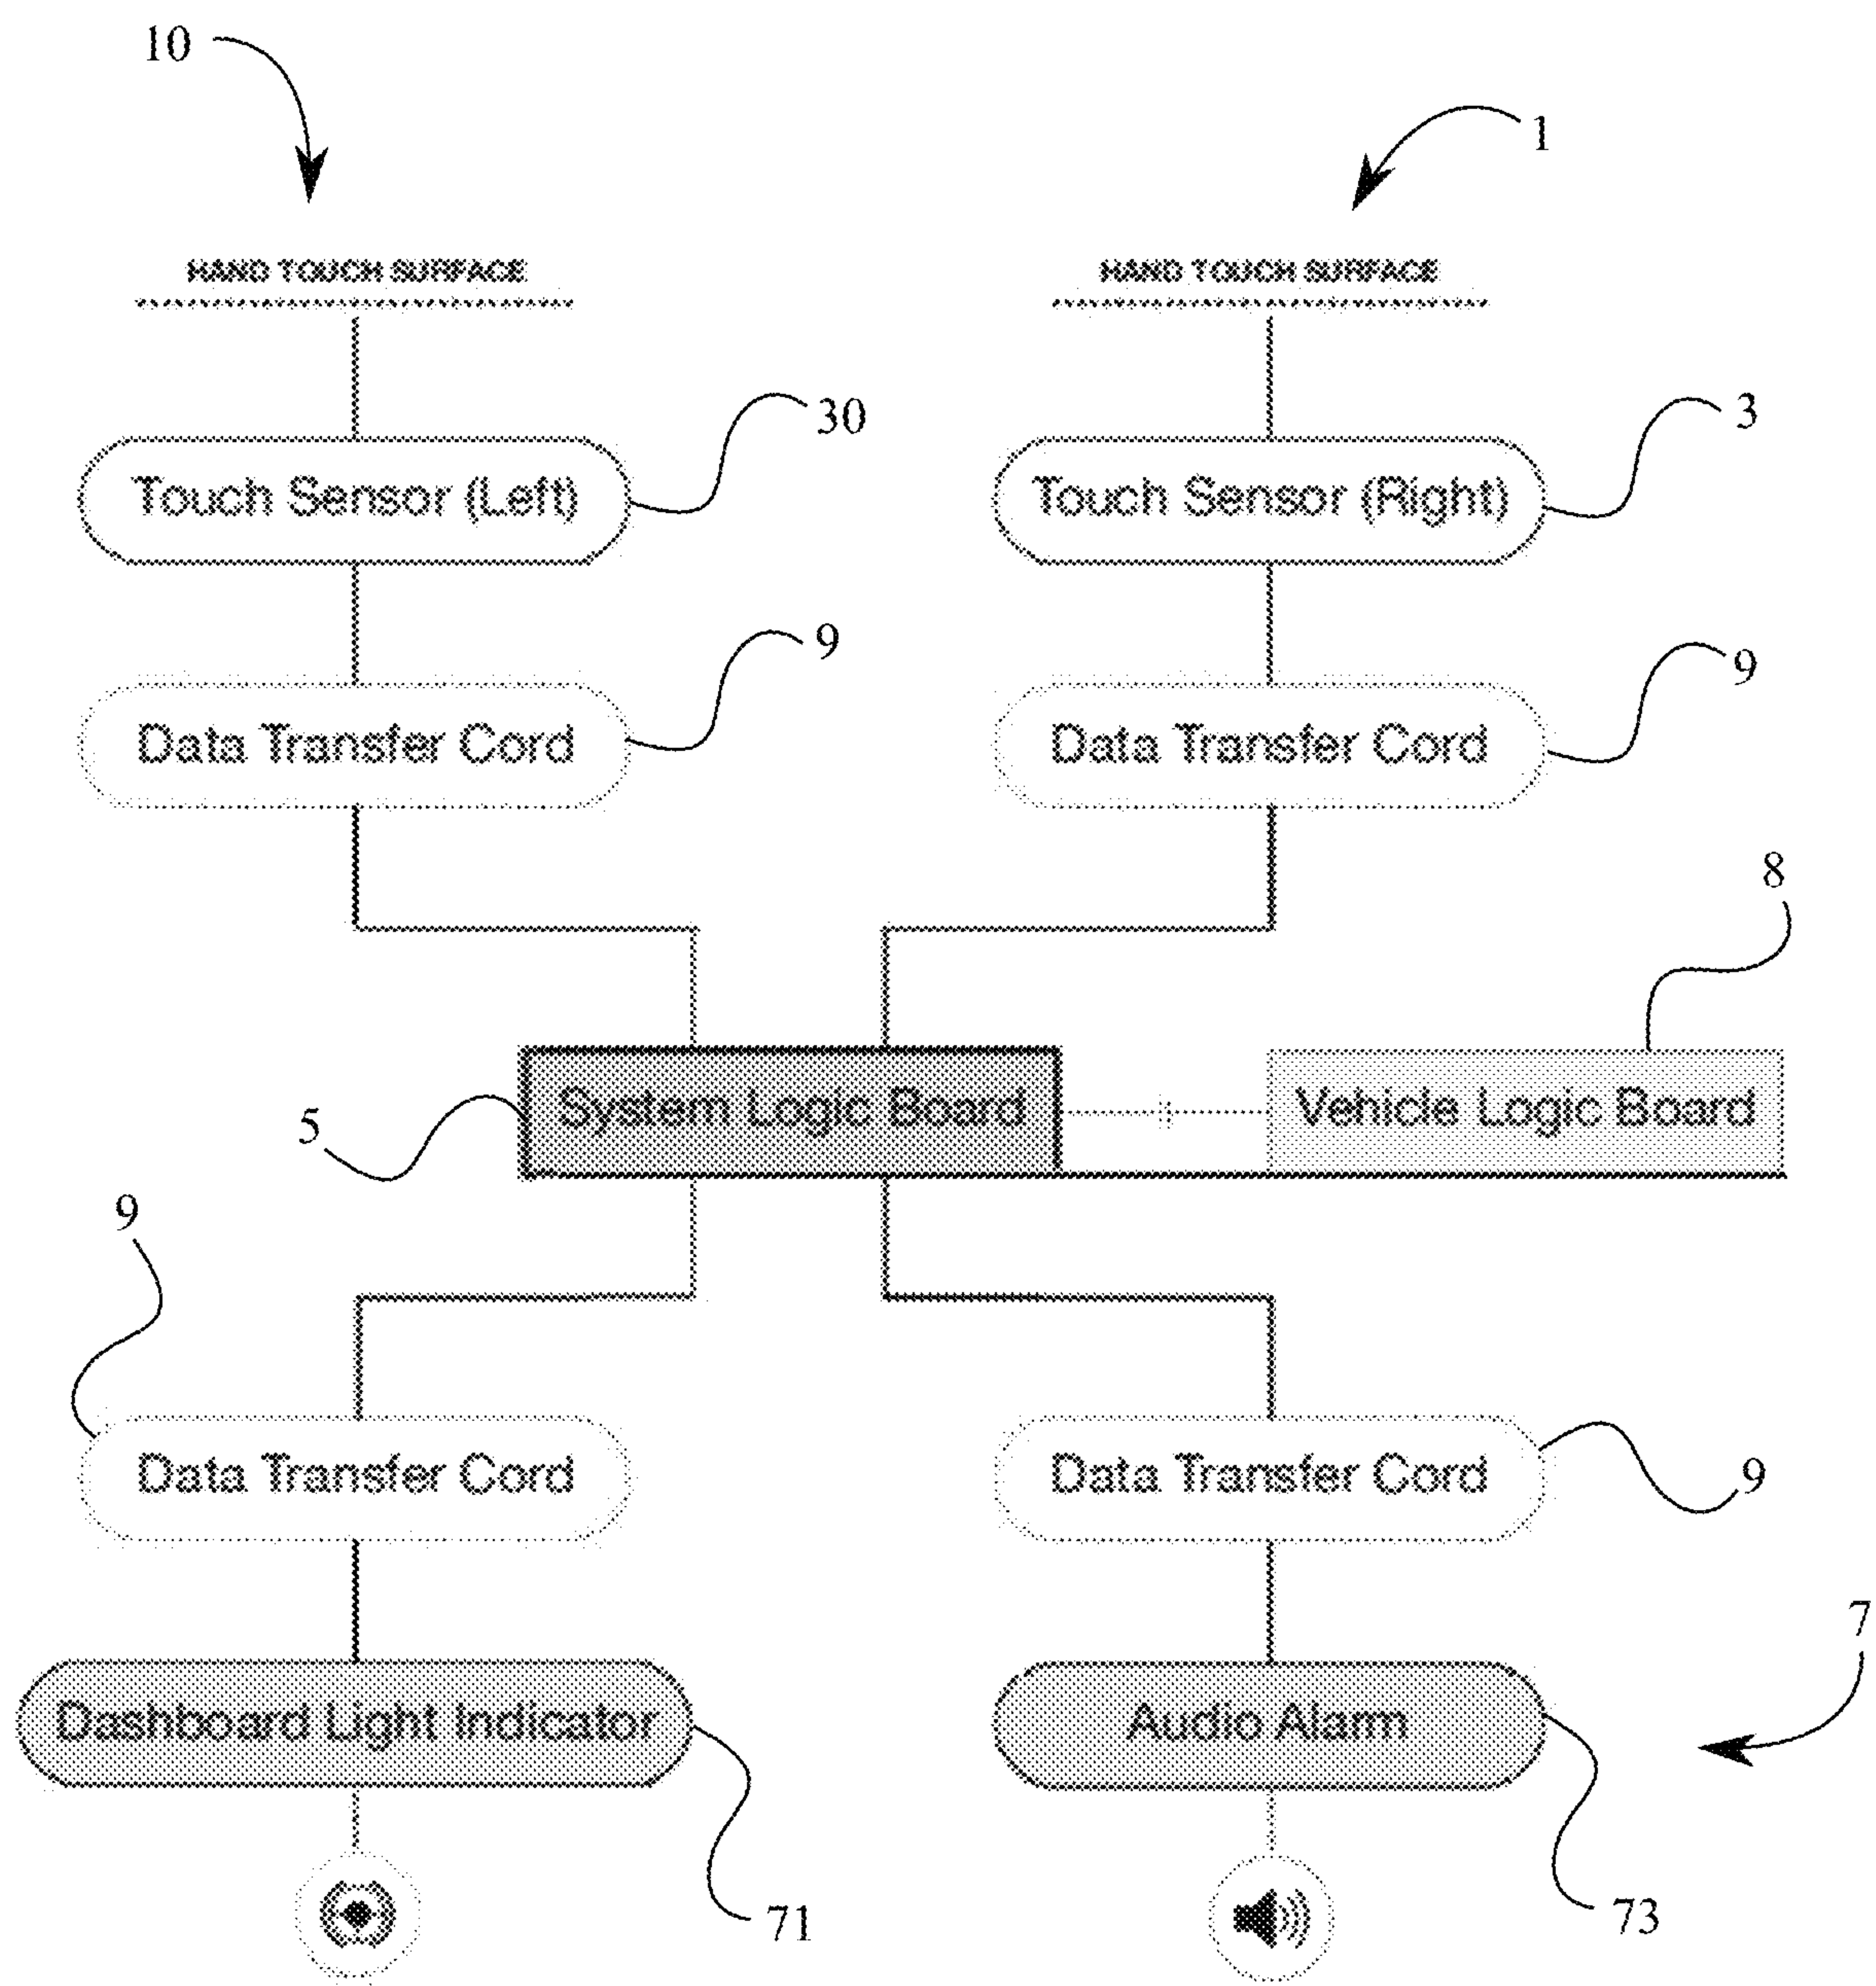 10
1
HAND TOUCH SURFACE
HAND TOUCH SURFACE
30
3
Touch Sensor (Left)
Touch Sensor (Right)
9
9
Data Transfer Cord
Data Transfer Cord
8
System Logic Board
Vehicle Logic Board
5
9
Data Transfer Cord
Data Transfer Cord
9
7
Dashboard Light Indicator
Audio Alarm
71
73